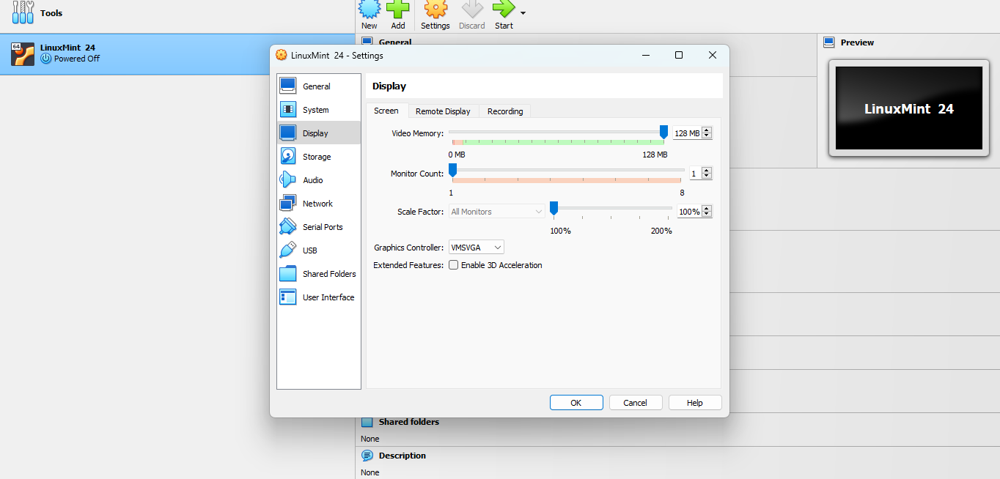 Tools
New Add Settings Discard Start
64 LinuxMint 24
Powered Off
General
Preview
LinuxMint 24
LinuxMint 24 - Settings
General
System
Display
Storage
Audio
Network
Serial Ports
USB
Shared Folders
User Interface
Display
Screen Remote Display Recording
Video Memory: 128 MB
0 MB 128 MB
Monitor Count: 1
1 8
Scale Factor: All Monitors 100%
100% 200%
Graphics Controller: VMSVGA
Extended Features: Enable 3D Acceleration
OK Cancel Help
Shared folders
None
Description
None